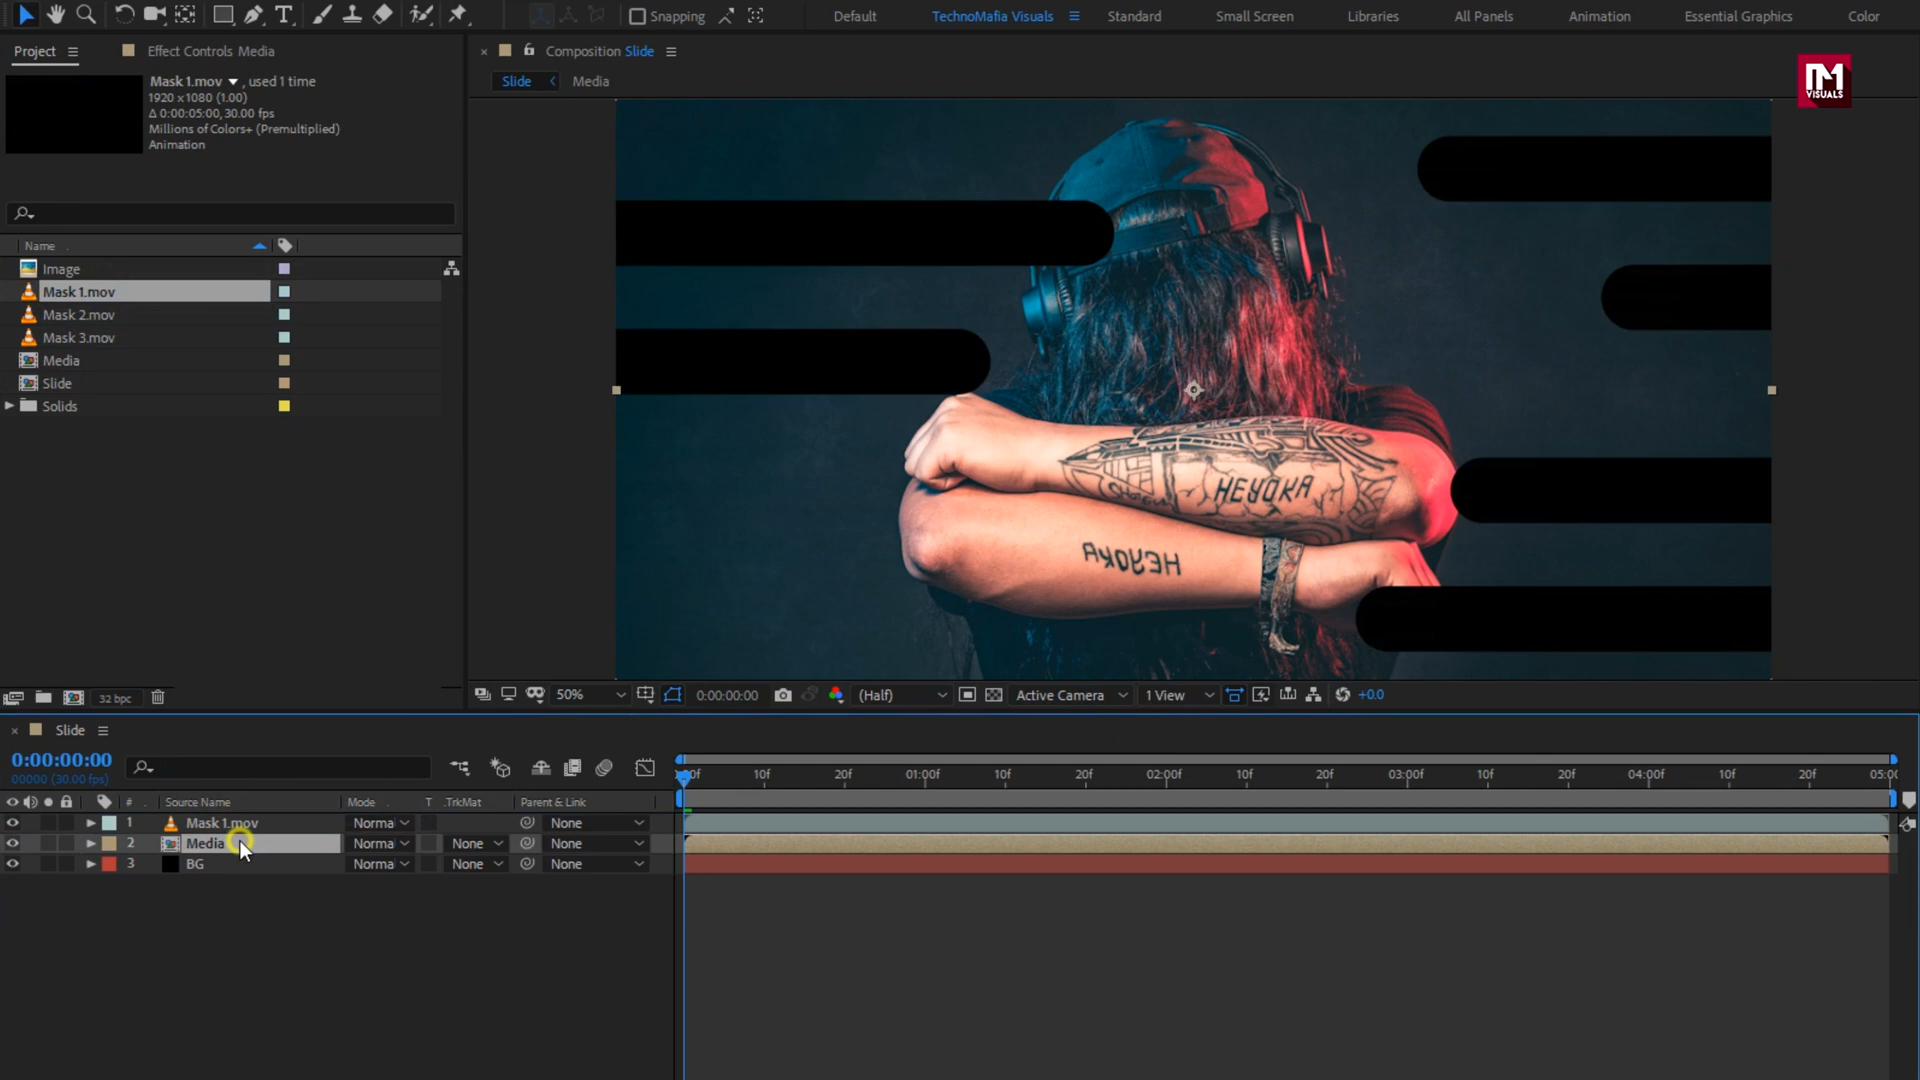 Snapping
Default
TechnoMafia Visuals
Standard
Small Screen
Libraries
All Panels
Animation
Essential Graphics
Color
Project
Effect Controls Media
Composition Slide
Mask 1.mov , used 1 time
1920 x 1080 (1.00)
Δ 0:00:05:00, 30.00 fps
Millions of Colors+ (Premultiplied)
Animation
Slide
Media
VISUALS
Name
Image
Mask 1.mov
Mask 2.mov
Mask 3.mov
Media
Slide
Solids
HEYOKA
HEYOKA
32 bpc
50%
0:00:00:00
(Half)
Active Camera
1 View
+0.0
Slide
0:00:00:00
00000 (30.00 fps)
10f
20f
01:00f
10f
20f
02:00f
10f
20f
03:00f
10f
20f
04:00f
10f
20f
# Source Name Mode T .TrkMat Parent & Link
1 Mask 1.mov Norma None
2 Media Norma None None
3 BG Norma None None